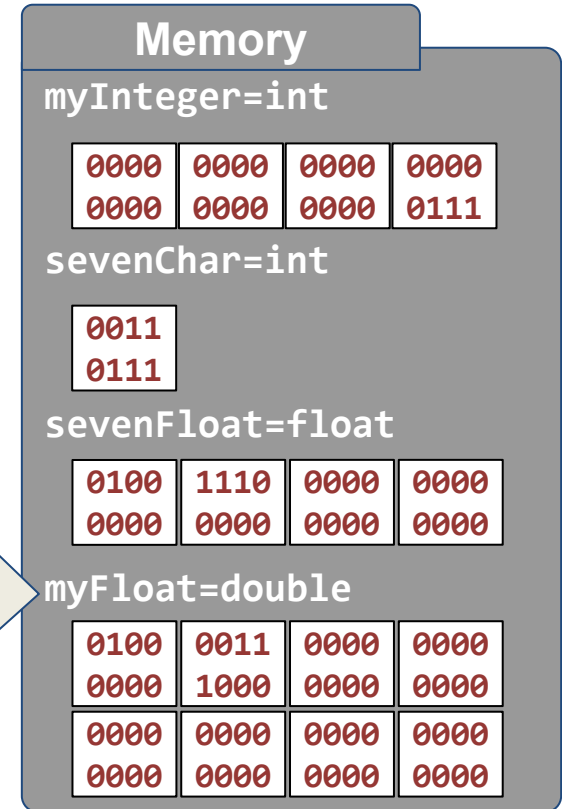 Memory
myInteger=int
0000 0000 0000 0000
0000 0000 0000 0111
sevenChar=int
0011
0111
sevenFloat=float
0100 1110 0000 0000
0000 0000 0000 0000
myFloat=double
0100 0011 0000 0000
0000 1000 0000 0000
0000 0000 0000 0000
0000 0000 0000 0000